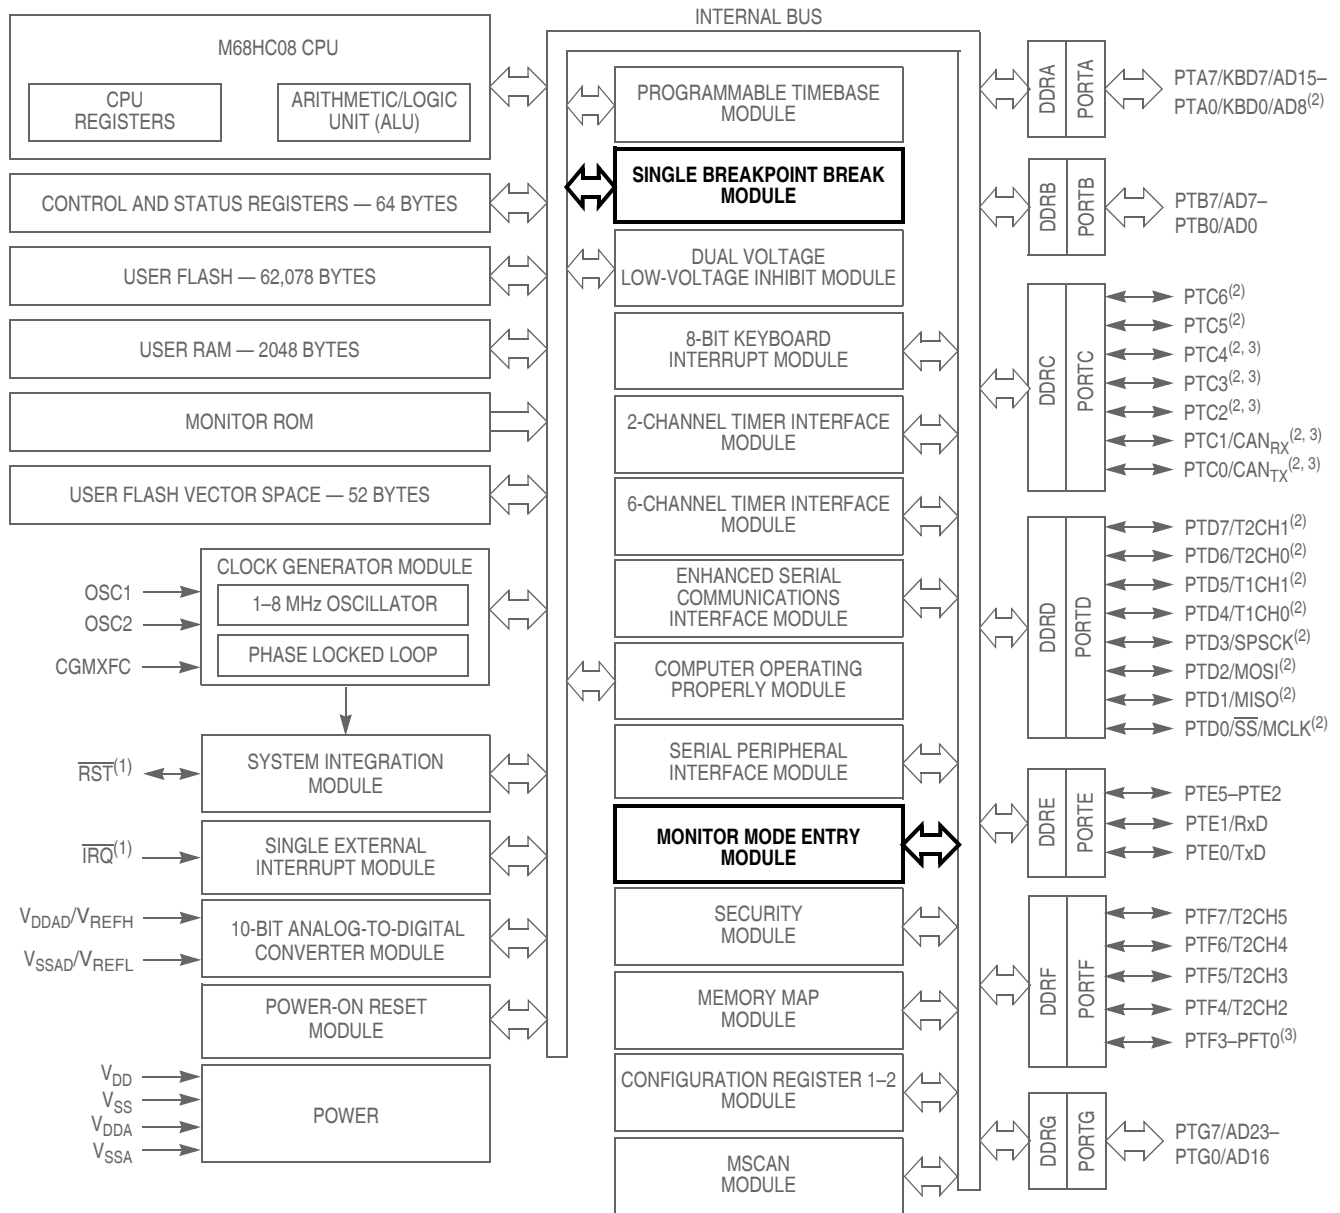 INTERNAL BUS
M68HC08 CPU
CPU
REGISTERS
ARITHMETIC/LOGIC
UNIT (ALU)
CONTROL AND STATUS REGISTERS — 64 BYTES
USER FLASH — 62,078 BYTES
USER RAM — 2048 BYTES
MONITOR ROM
USER FLASH VECTOR SPACE — 52 BYTES
CLOCK GENERATOR MODULE
1–8 MHz OSCILLATOR
PHASE LOCKED LOOP
OSC1
OSC2
CGMXFC
SYSTEM INTEGRATION
MODULE
RST(1)
SINGLE EXTERNAL
INTERRUPT MODULE
IRQ(1)
10-BIT ANALOG-TO-DIGITAL
CONVERTER MODULE
VDDAD/VREFH
VSSAD/VREFL
POWER-ON RESET
MODULE
POWER
VDD
VSS
VDDA
VSSA
PROGRAMMABLE TIMEBASE
MODULE
SINGLE BREAKPOINT BREAK
MODULE
DUAL VOLTAGE
LOW-VOLTAGE INHIBIT MODULE
8-BIT KEYBOARD
INTERRUPT MODULE
2-CHANNEL TIMER INTERFACE
MODULE
6-CHANNEL TIMER INTERFACE
MODULE
ENHANCED SERIAL
COMMUNICATIONS
INTERFACE MODULE
COMPUTER OPERATING
PROPERLY MODULE
SERIAL PERIPHERAL
INTERFACE MODULE
MONITOR MODE ENTRY
MODULE
SECURITY
MODULE
MEMORY MAP
MODULE
CONFIGURATION REGISTER 1–2
MODULE
MSCAN
MODULE
DDRA
PORTA
PTA7/KBD7/AD15–
PTA0/KBD0/AD8(2)
DDRB
PORTB
PTB7/AD7–
PTB0/AD0
DDRC
PORTC
PTC6(2)
PTC5(2)
PTC4(2, 3)
PTC3(2, 3)
PTC2(2, 3)
PTC1/CANRX(2, 3)
PTC0/CANTX(2, 3)
DDRD
PORTD
PTD7/T2CH1(2)
PTD6/T2CH0(2)
PTD5/T1CH1(2)
PTD4/T1CH0(2)
PTD3/SPSCK(2)
PTD2/MOSI(2)
PTD1/MISO(2)
PTD0/SS/MCLK(2)
DDRE
PORTE
PTE5–PTE2
PTE1/RxD
PTE0/TxD
DDRF
PORTF
PTF7/T2CH5
PTF6/T2CH4
PTF5/T2CH3
PTF4/T2CH2
PTF3–PFT0(3)
DDRG
PORTG
PTG7/AD23–
PTG0/AD16